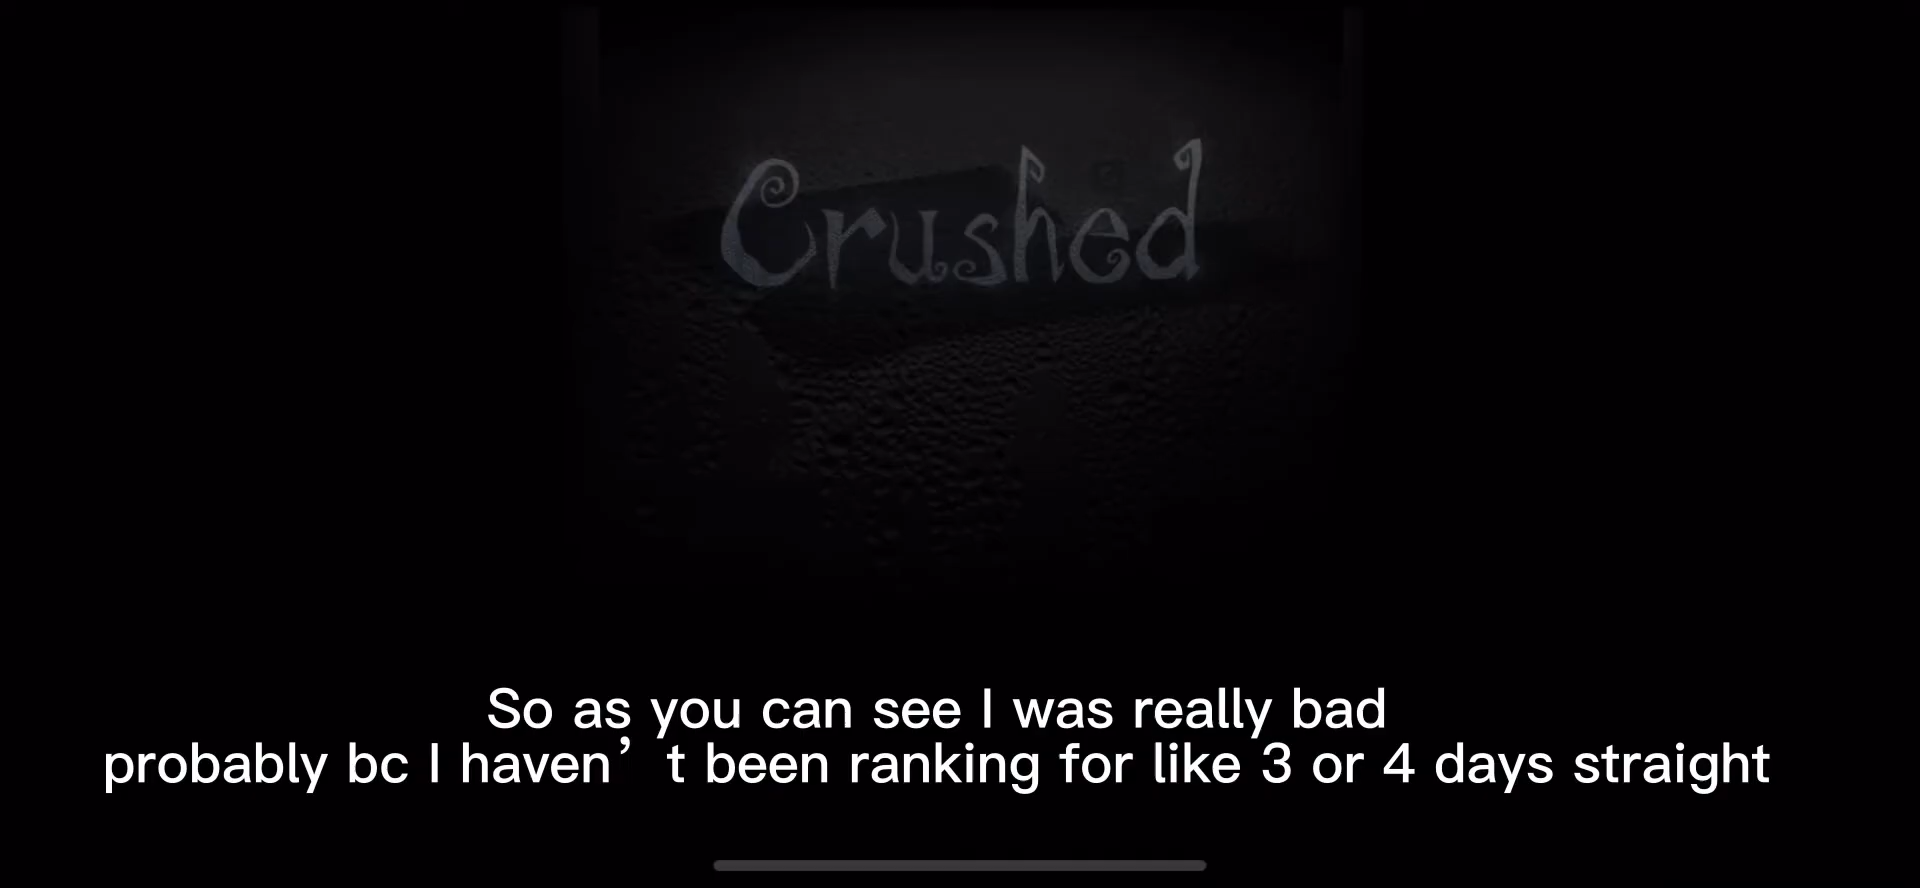 Crushed
So as you can see I was really bad
probably bc I haven’t been ranking for like 3 or 4 days straight